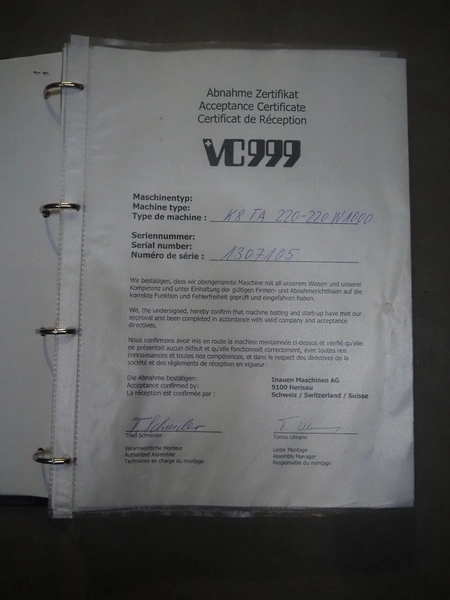 Abnahme Zertifikat
Acceptance Certificate
Certificat de Réception
VC999
Maschinentyp:
Machine type:
Type de machine : K8 TA 220-220
Seriennummer:
Serial number:
Numéro de série : 1307105
Wir bestätigen, dass wir obengenannte Maschine mit all unserem Wissen und unserer
Kompetenz und unter Einhaltung der gültigen Firmen- und Abnahmerichtlinien auf die
korrekte Funktion und Fehlerfreiheit geprüft und eingefahren haben.
We, the undersigned, hereby confirm that machine testing and start-up have met our
approval and been completed in accordance with valid company and acceptance
directives.
Nous confirmons avoir mis en route la machine mentionnée ci-dessus et vérifié qu'elle
ne présentait aucun défaut et qu'elle fonctionnait correctement, avec toutes nos
connaissances et toutes nos compétences, et dans le respect des directives de la
société et des règlements de réception en vigueur.
Die Abnahme bestätigen:
Acceptance confirmed by:
La réception est confirmée par :
Inauen Maschinen AG
9100 Herisau
Schweiz / Switzerland / Suisse
T Schneider
Theo Schneider
Verantwortliche Monteur
Authorized Assembler
Technicien en charge du montage
Ulmann
Leiter Montage
Assembly Manager
Responsable du montage